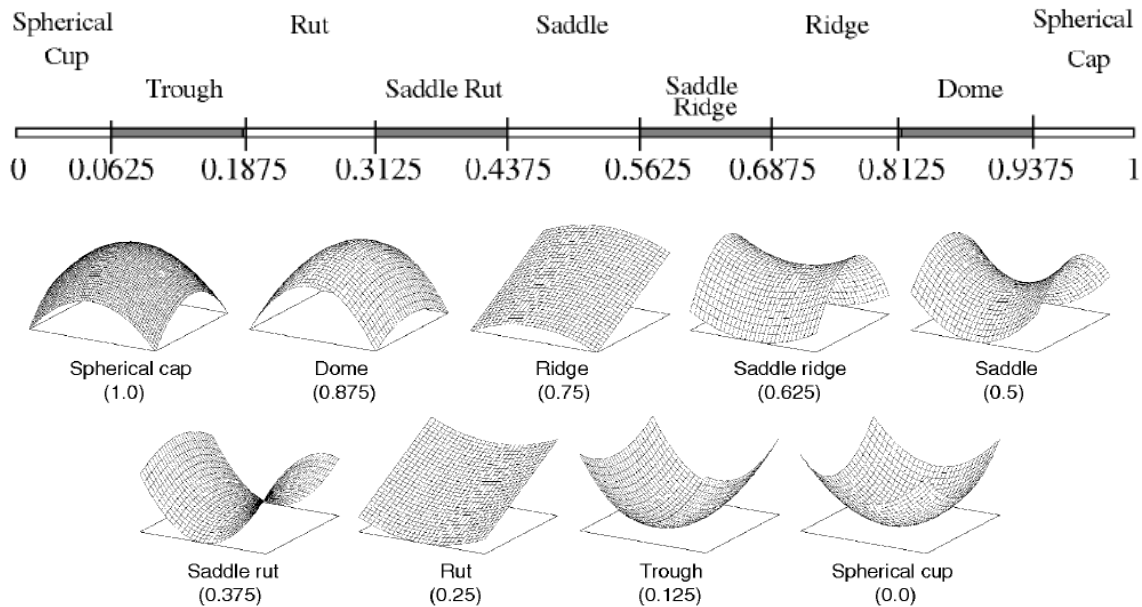 Spherical Cup
Rut
Saddle
Ridge
Spherical Cap
Trough
Saddle Rut
Saddle Ridge
Dome
0 0.0625 0.1875 0.3125 0.4375 0.5625 0.6875 0.8125 0.9375 1
Spherical cap
(1.0)
Dome
(0.875)
Ridge
(0.75)
Saddle ridge
(0.625)
Saddle
(0.5)
Saddle rut
(0.375)
Rut
(0.25)
Trough
(0.125)
Spherical cup
(0.0)